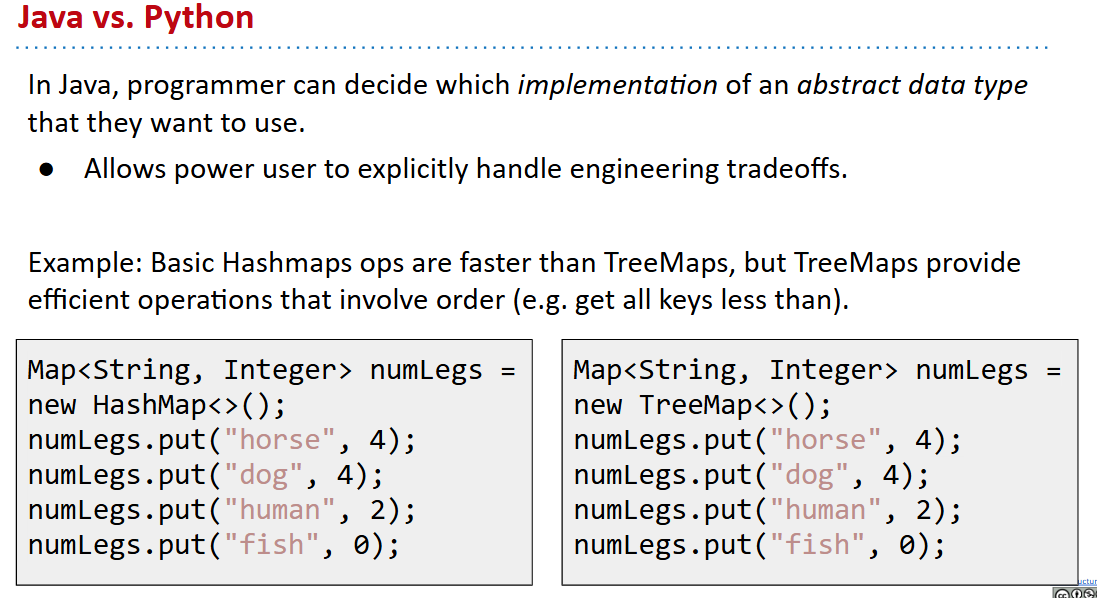 Java vs. Python
In Java, programmer can decide which implementation of an abstract data type
that they want to use.
● Allows power user to explicitly handle engineering tradeoffs.
Example: Basic Hashmaps ops are faster than TreeMaps, but TreeMaps provide
efficient operations that involve order (e.g. get all keys less than).
Map<String, Integer> numLegs =
new HashMap<>();
numLegs.put("horse", 4);
numLegs.put("dog", 4);
numLegs.put("human", 2);
numLegs.put("fish", 0);
Map<String, Integer> numLegs =
new TreeMap<>();
numLegs.put("horse", 4);
numLegs.put("dog", 4);
numLegs.put("human", 2);
numLegs.put("fish", 0);